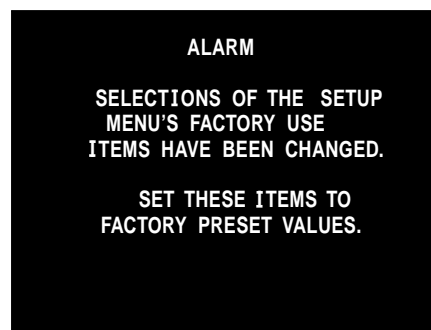 ALARM
SELECTIONS OF THE SETUP
MENU'S FACTORY USE
ITEMS HAVE BEEN CHANGED.
SET THESE ITEMS TO
FACTORY PRESET VALUES.